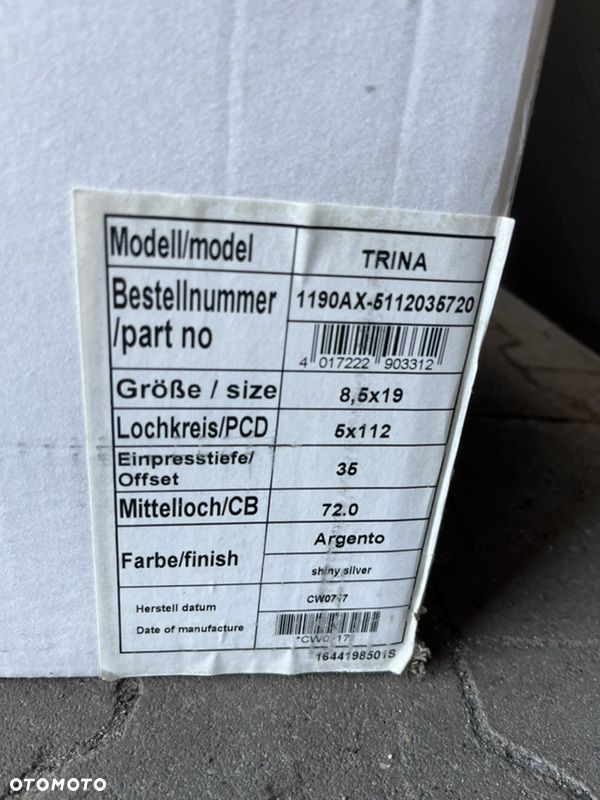 Modell/model TRINA
Bestellnummer /part no 1190AX-5112035720
4 017222 903312
Größe / size 8,5x19
Lochkreis/PCD 5x112
Einpresstiefe/ Offset 35
Mittelloch/CB 72.0
Farbe/finish Argento
shiny silver
Herstell datum
Date of manufacture
1644198501S
OTOMOTO